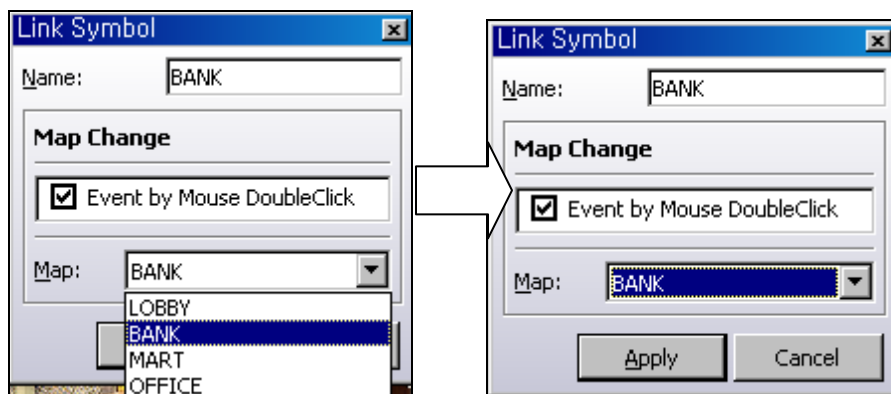 Link Symbol
Name: BANK
Map Change
Event by Mouse DoubleClick
Map: BANK
LOBBY
BANK
MART
OFFICE
Link Symbol
Name: BANK
Map Change
Event by Mouse DoubleClick
Map: BANK
Apply Cancel